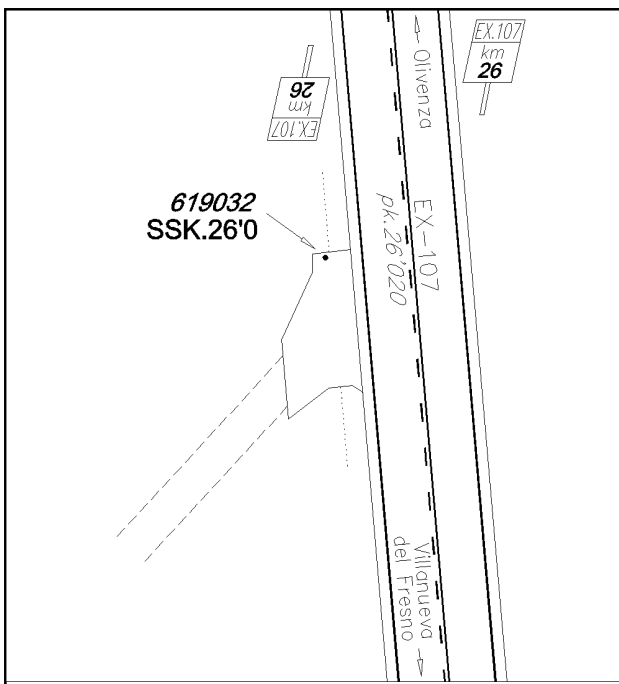 EX.107
km
26
EX.107
km
26
← Olivenza
619032
SSK.26'0
EX-107
pk.26'020
Villanueva →
del Fresno